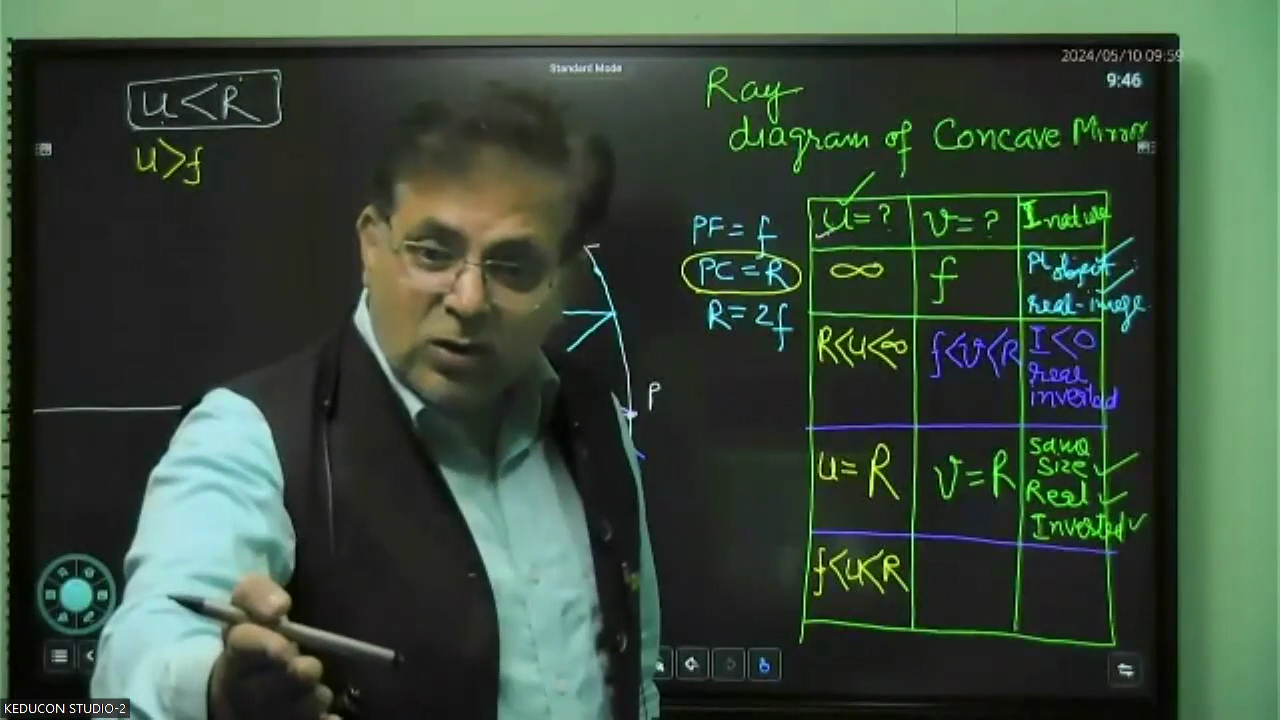 2024/05/10 09:59
Standard Mode
9:46
u<R
u>f
Ray
diagram of Concave Mirror
PF = f
PC = R
R = 2f
P
u = ?
v = ?
I nature
∞
f
Pt object
real-image
R<u<∞
f<v<R
I<O
real
inverted
u = R
v = R
same
size
Real
Inverted
f<u<R
KEDUCON STUDIO-2